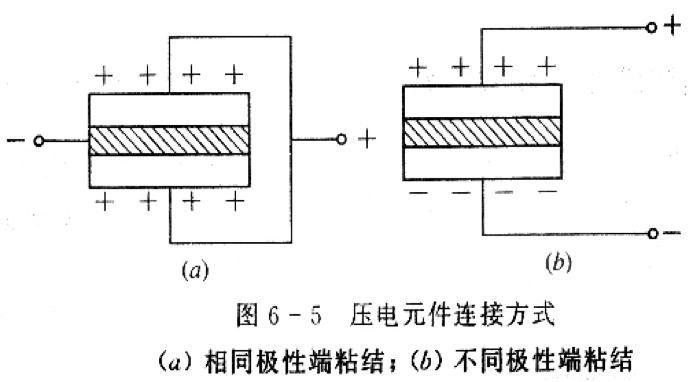 + + + +
+ + + +
+
- +
+ + + +
- - - -
-
(a)
(b)
图 6-5 压电元件连接方式
(a) 相同极性端粘结；(b) 不同极性端粘结